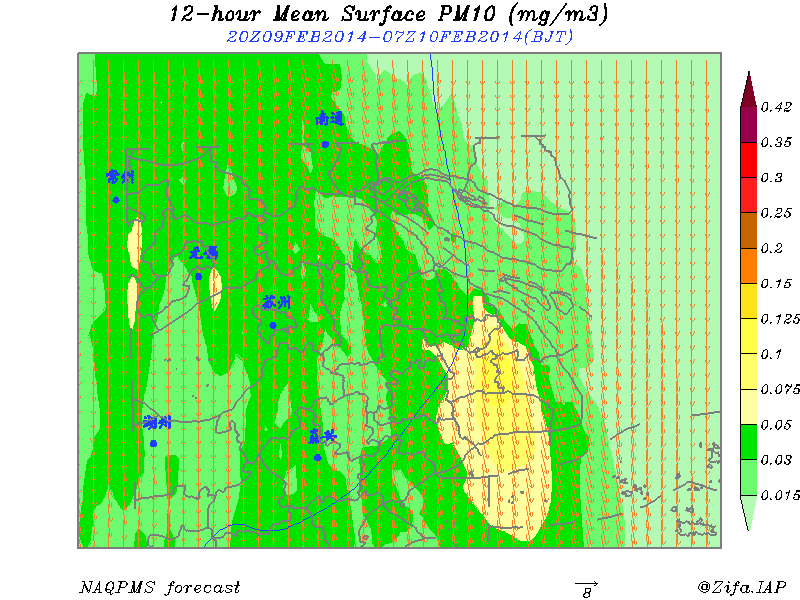 12-hour Mean Surface PM10 (mg/m3)
20Z09FEB2014-07Z10FEB2014(BJT)
南通
常州
无锡
苏州
湖州
嘉兴
0.42
0.35
0.3
0.25
0.2
0.15
0.125
0.1
0.075
0.05
0.03
0.015
NAQPMS forecast
8
@Zifa.IAP